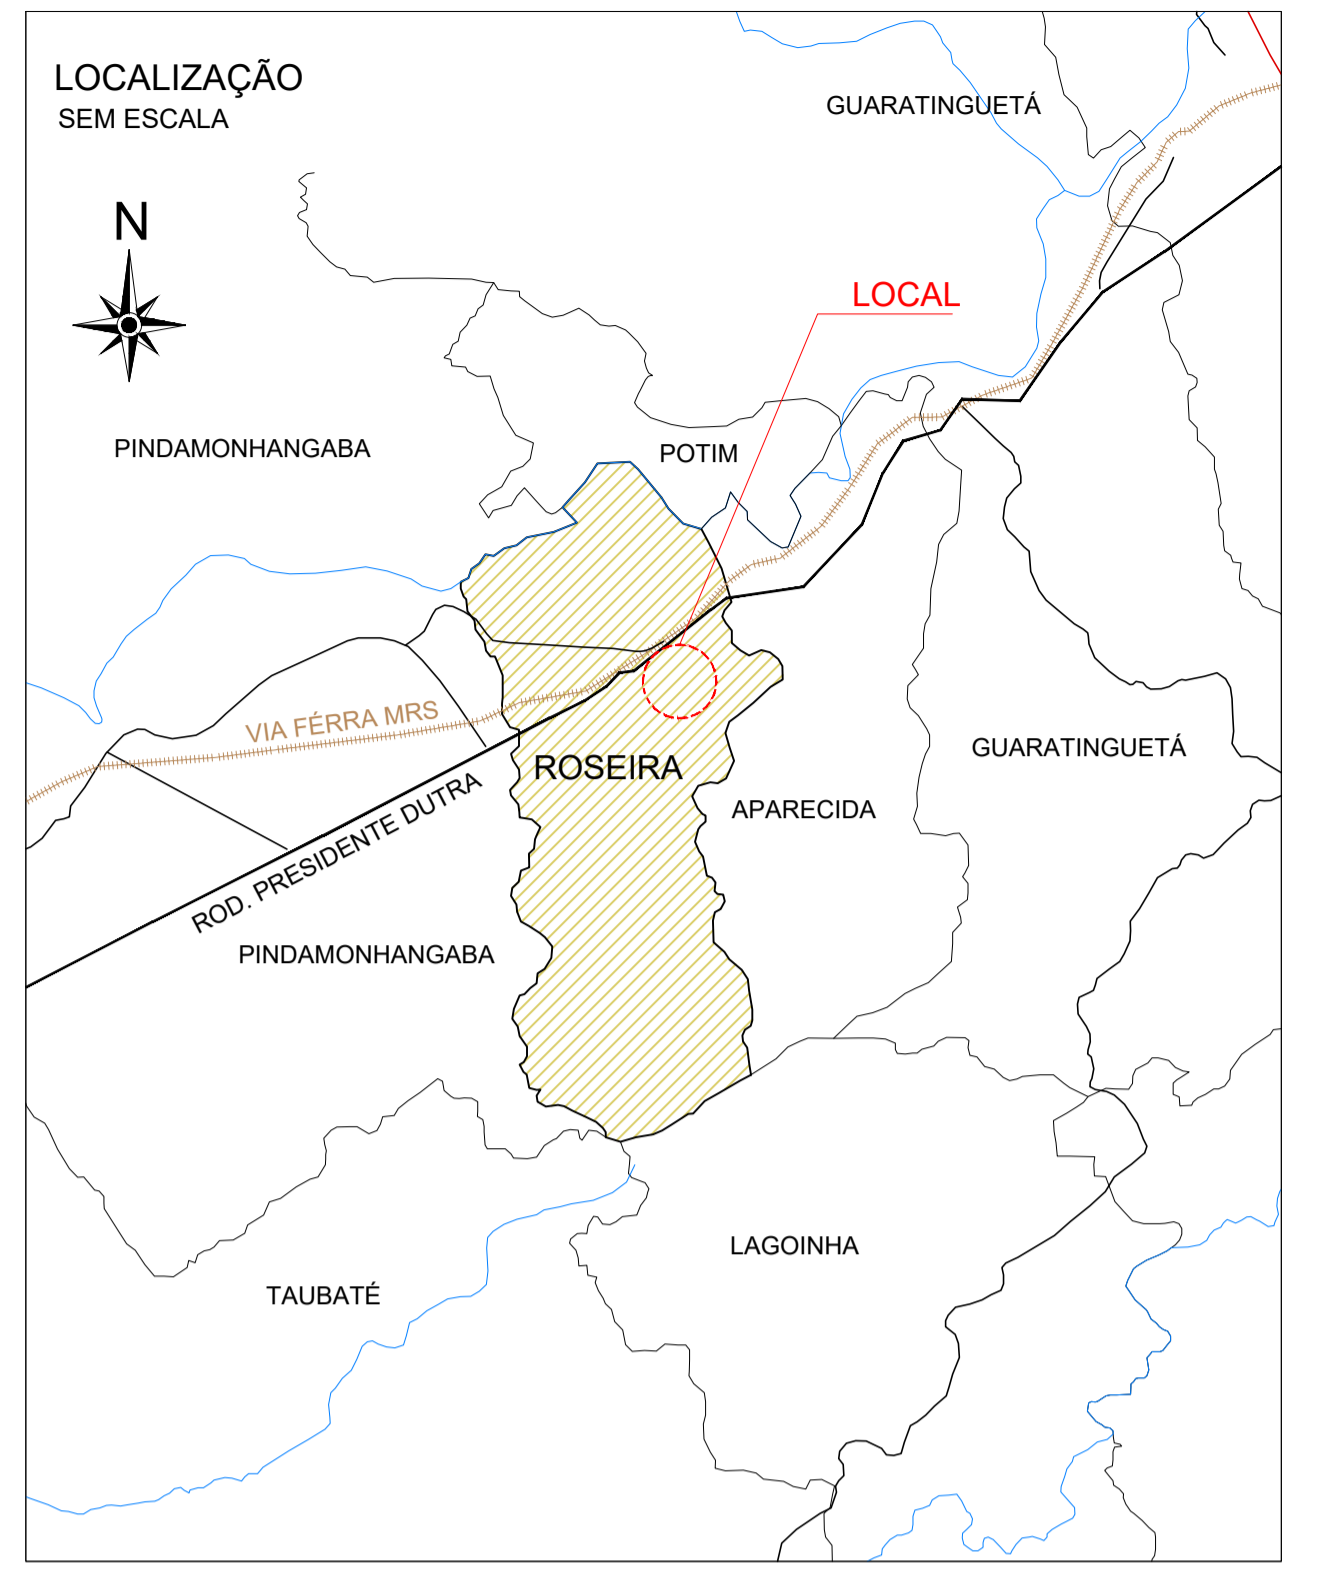 LOCALIZAÇÃO
SEM ESCALA
GUARATINGUETÁ
N
LOCAL
PINDAMONHANGABA
POTIM
VIA FÉRRA MRS
ROSEIRA
GUARATINGUETÁ
APARECIDA
ROD. PRESIDENTE DUTRA
PINDAMONHANGABA
LAGOINHA
TAUBATÉ